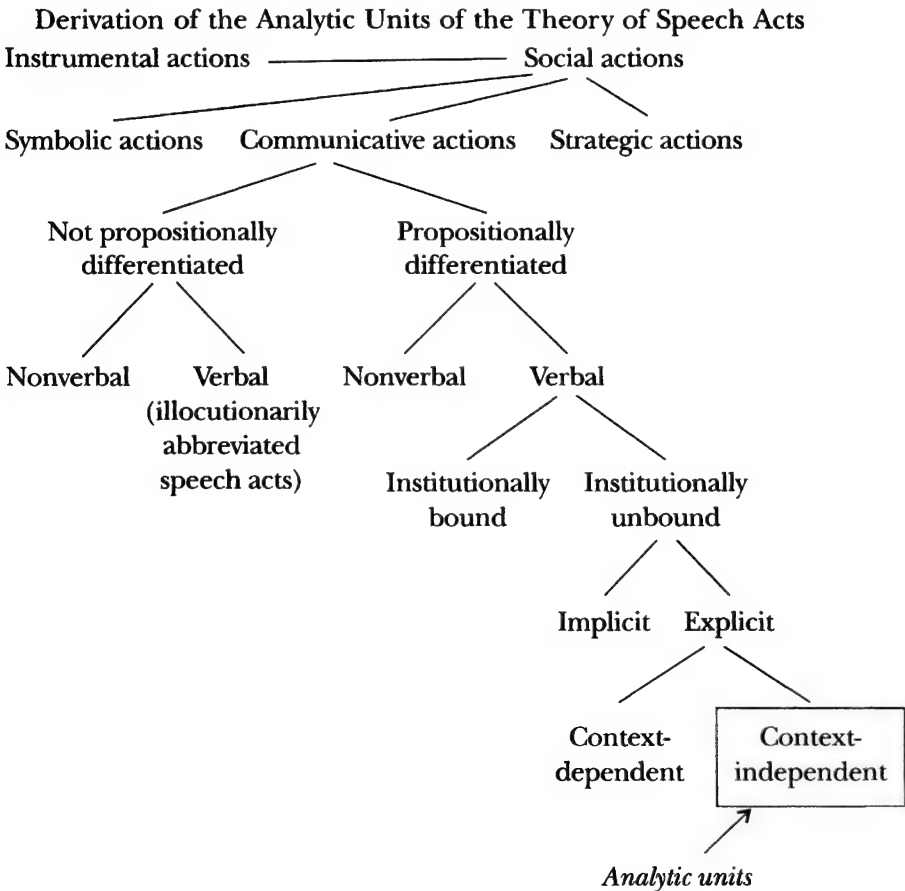 Derivation of the Analytic Units of the Theory of Speech Acts
Instrumental actions Social actions
Symbolic actions Communicative actions Strategic actions
Not propositionally
differentiated
Propositionally
differentiated
Nonverbal
Verbal
(illocutionarily
abbreviated
speech acts)
Nonverbal
Verbal
Institutionally
bound
Institutionally
unbound
Implicit Explicit
Context-
dependent
Context-
independent
Analytic units